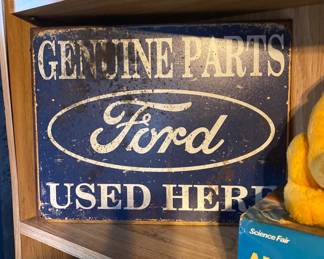 GENUINE PARTS
Ford
USED HERE
Science Fair